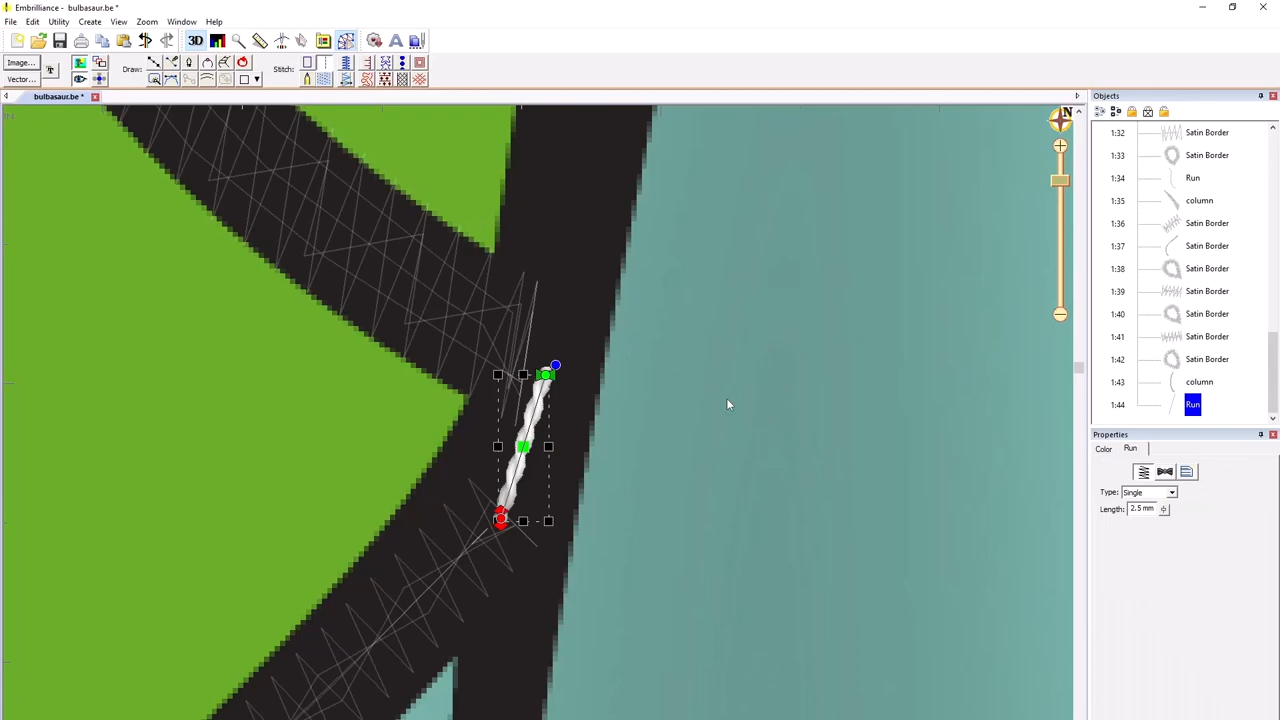 Embrilliance - bulbasaur.be *
File Edit Utility Create View Zoom Window Help
3D
Image... Draw: Stitch:
Vector...
bulbasaur.be *
Objects
N
IN
1:32 Satin Border
1:33 Satin Border
1:34 Run
1:35 column
1:36 Satin Border
1:37 Satin Border
1:38 Satin Border
1:39 Satin Border
1:40 Satin Border
1:41 Satin Border
1:42 Satin Border
1:43 column
1:44 Run
Properties
Color Run
Type: Single
Length: 2.5 mm